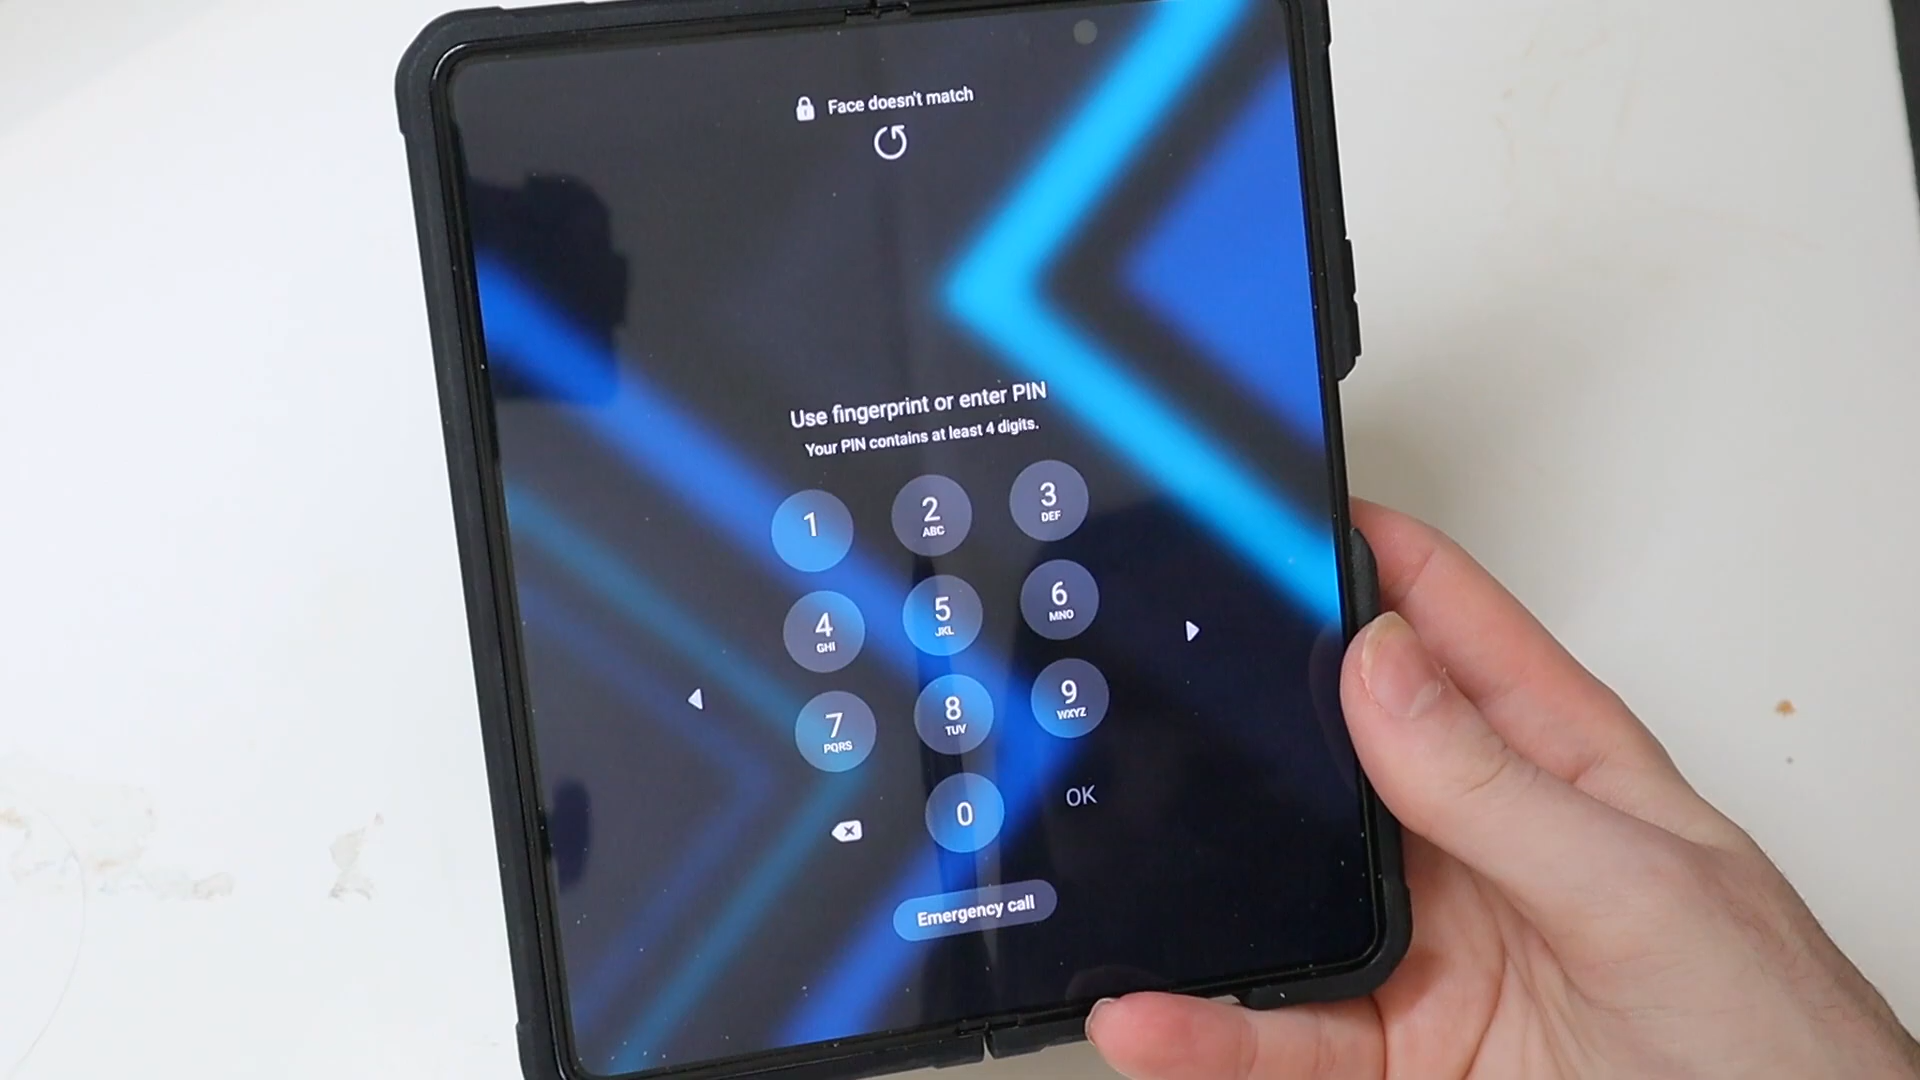 Face doesn't match
Use fingerprint or enter PIN
Your PIN contains at least 4 digits.
1
2
ABC
3
DEF
4
GHI
5
JKL
6
MNO
7
PQRS
8
TUV
9
WXYZ
0
OK
Emergency call